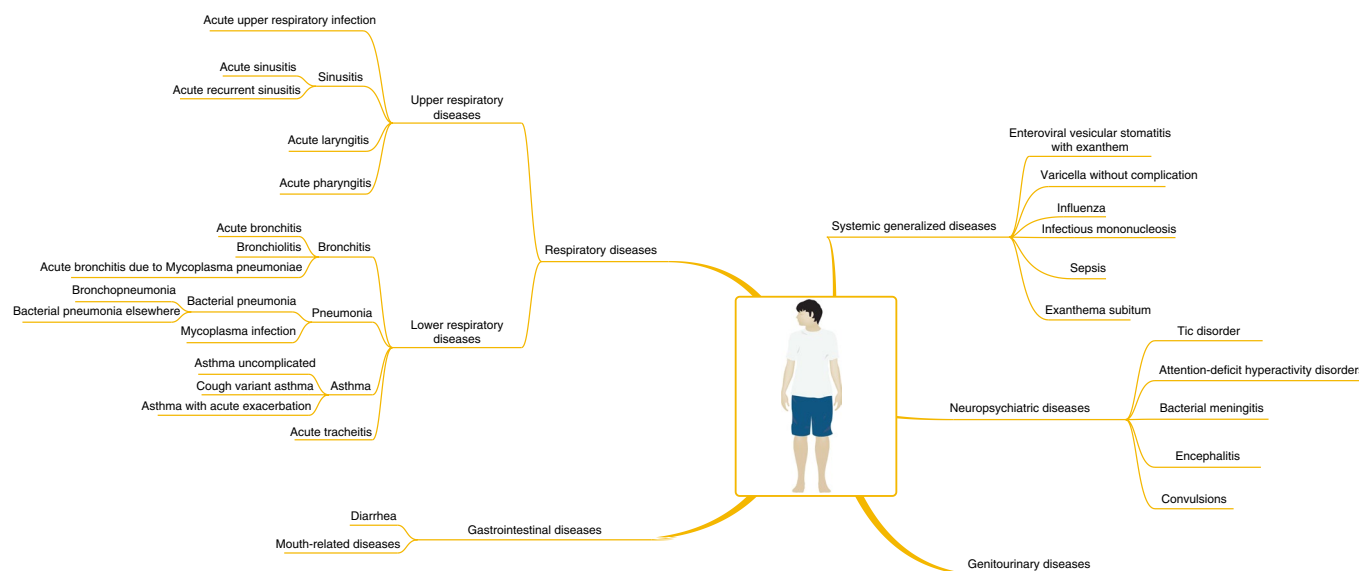 Acute upper respiratory infection
Acute sinusitis
Sinusitis
Acute recurrent sinusitis
Upper respiratory
diseases
Acute laryngitis
Acute pharyngitis
Respiratory diseases
Acute bronchitis
Bronchiolitis
Bronchitis
Acute bronchitis due to Mycoplasma pneumoniae
Bronchopneumonia
Bacterial pneumonia
Bacterial pneumonia elsewhere
Pneumonia
Mycoplasma infection
Lower respiratory
diseases
Asthma uncomplicated
Cough variant asthma
Asthma
Asthma with acute exacerbation
Acute tracheitis
Diarrhea
Gastrointestinal diseases
Mouth-related diseases
Enteroviral vesicular stomatitis
with exanthem
Varicella without complication
Influenza
Systemic generalized diseases
Infectious mononucleosis
Sepsis
Exanthema subitum
Tic disorder
Attention-deficit hyperactivity disorder
Neuropsychiatric diseases
Bacterial meningitis
Encephalitis
Convulsions
Genitourinary diseases